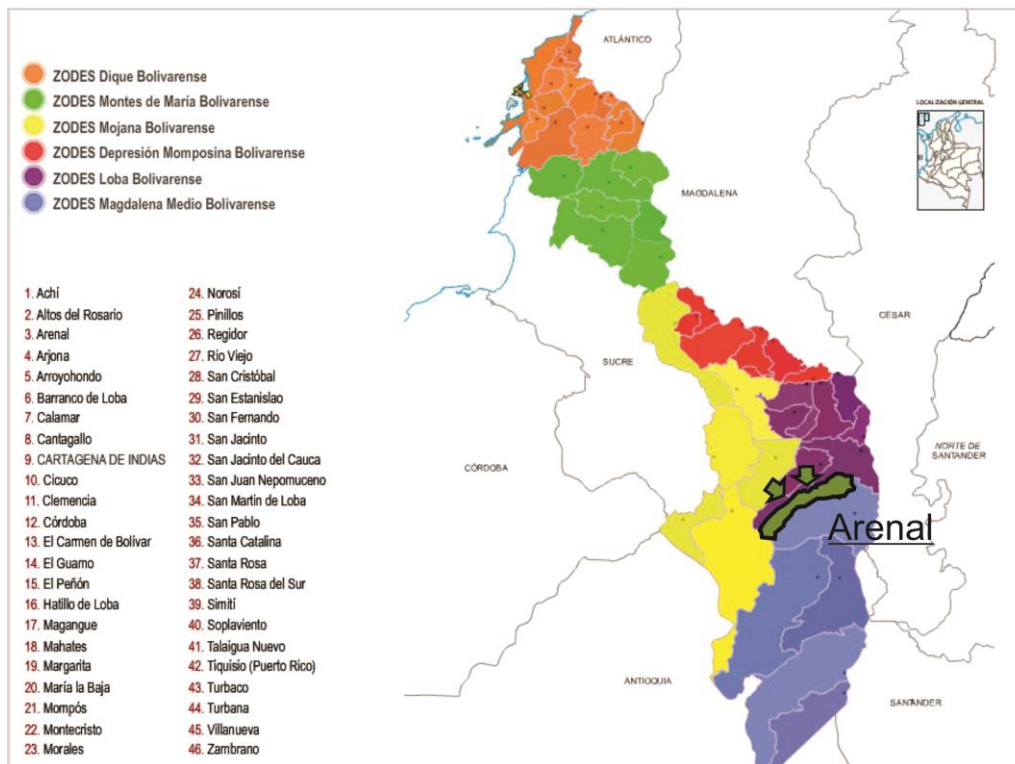 ZODES Dique Bolivarense
ZODES Montes de María Bolivarense
ZODES Mojana Bolivarense
ZODES Depresión Momposina Bolivarense
ZODES Loba Bolivarense
ZODES Magdalena Medio Bolivarense
1. Achí
2. Altos del Rosario
3. Arenal
4. Arjona
5. Arroyohondo
6. Barranco de Loba
7. Calamar
8. Cantagallo
9. CARTAGENA DE INDIAS
10. Cicuco
11. Clemencia
12. Córdoba
13. El Carmen de Bolívar
14. El Guamo
15. El Peñón
16. Hatillo de Loba
17. Magangue
18. Mahates
19. Margarita
20. María la Baja
21. Mompós
22. Montecristo
23. Morales
24. Norosí
25. Pinillos
26. Regidor
27. Rio Viejo
28. San Cristóbal
29. San Estanislao
30. San Fernando
31. San Jacinto
32. San Jacinto del Cauca
33. San Juan Nepomuceno
34. San Martin de Loba
35. San Pablo
36. Santa Catalina
37. Santa Rosa
38. Santa Rosa del Sur
39. Simití
40. Soplaviento
41. Talaigua Nuevo
42. Tiquisio (Puerto Rico)
43. Turbaco
44. Turbana
45. Villanueva
46. Zambrano
ATLÁNTICO
LOCALIZACIÓN GENERAL
MAGDALENA
CESAR
SUCRE
NORTE DE
SANTANDER
CÓRDOBA
Arenal
ANTIOQUIA
SANTANDER